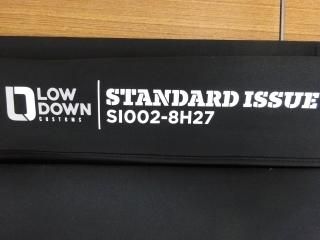 LOW
DOWN
CUSTOMS
STANDARD ISSUE
SI002-8H27